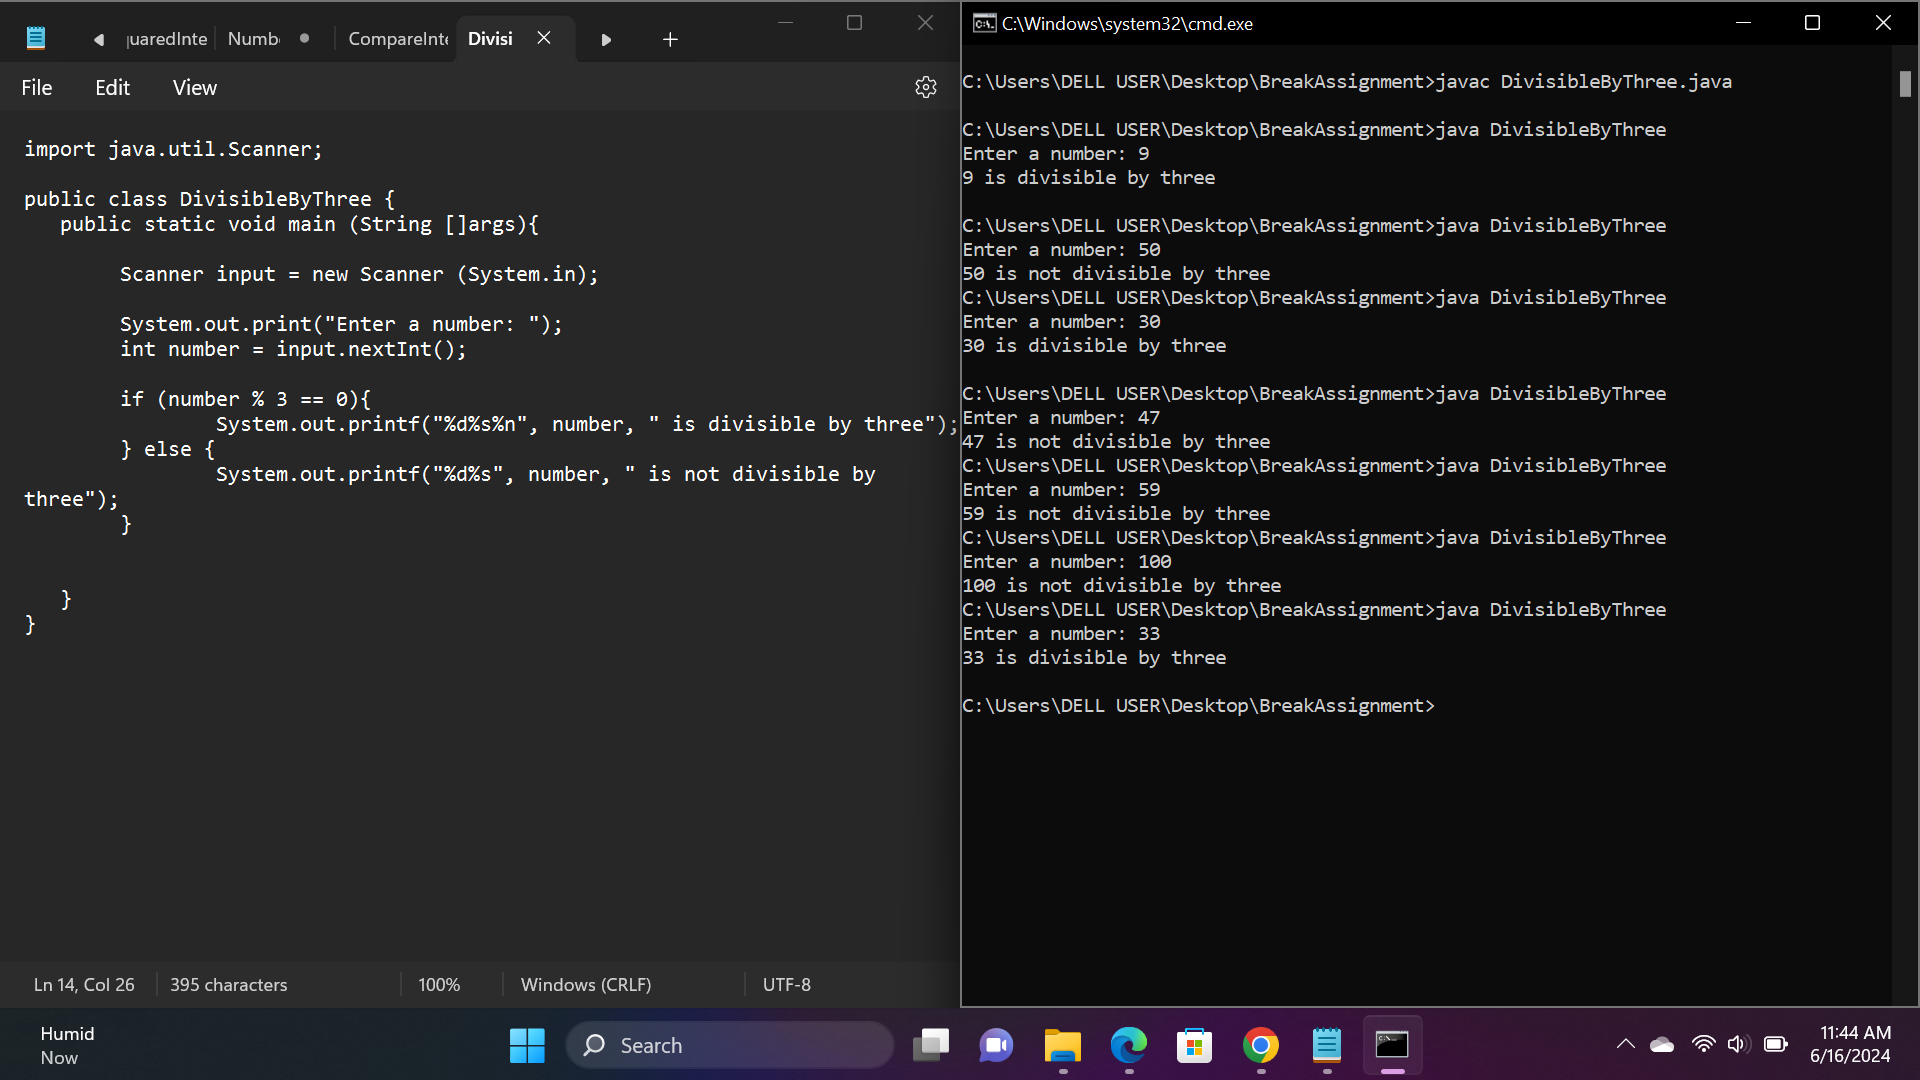 uaredInte Numb CompareInte Divisi
File Edit View
import java.util.Scanner;
public class DivisibleByThree {
public static void main (String []args){
Scanner input = new Scanner (System.in);
System.out.print("Enter a number: ");
int number = input.nextInt();
if (number % 3 == 0){
System.out.printf("%d%s%n", number, " is divisible by three");
} else {
System.out.printf("%d%s", number, " is not divisible by
three");
}
}
}
Ln 14, Col 26 395 characters 100% Windows (CRLF) UTF-8
C:\Windows\system32\cmd.exe
C:\Users\DELL USER\Desktop\BreakAssignment>javac DivisibleByThree.java
C:\Users\DELL USER\Desktop\BreakAssignment>java DivisibleByThree
Enter a number: 9
9 is divisible by three
C:\Users\DELL USER\Desktop\BreakAssignment>java DivisibleByThree
Enter a number: 50
50 is not divisible by three
C:\Users\DELL USER\Desktop\BreakAssignment>java DivisibleByThree
Enter a number: 30
30 is divisible by three
C:\Users\DELL USER\Desktop\BreakAssignment>java DivisibleByThree
Enter a number: 47
47 is not divisible by three
C:\Users\DELL USER\Desktop\BreakAssignment>java DivisibleByThree
Enter a number: 59
59 is not divisible by three
C:\Users\DELL USER\Desktop\BreakAssignment>java DivisibleByThree
Enter a number: 100
100 is not divisible by three
C:\Users\DELL USER\Desktop\BreakAssignment>java DivisibleByThree
Enter a number: 33
33 is divisible by three
C:\Users\DELL USER\Desktop\BreakAssignment>
Humid
Now
Search
11:44 AM
6/16/2024